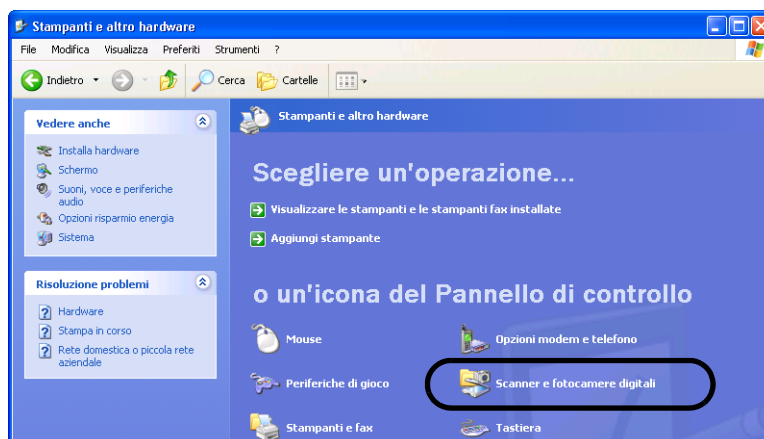 Stampanti e altro hardware
File Modifica Visualizza Preferiti Strumenti ?
Indietro Cerca Cartelle
Vedere anche
Installa hardware
Schermo
Suoni, voce e periferiche
audio
Opzioni risparmio energia
Sistema
Risoluzione problemi
? Hardware
? Stampa in corso
? Rete domestica o piccola rete
aziendale
Stampanti e altro hardware
Scegliere un'operazione...
Visualizzare le stampanti e le stampanti fax installate
Aggiungi stampante
o un'icona del Pannello di controllo
Mouse
Opzioni modem e telefono
Periferiche di gioco
Scanner e fotocamere digitali
Stampanti e fax
Tastiera